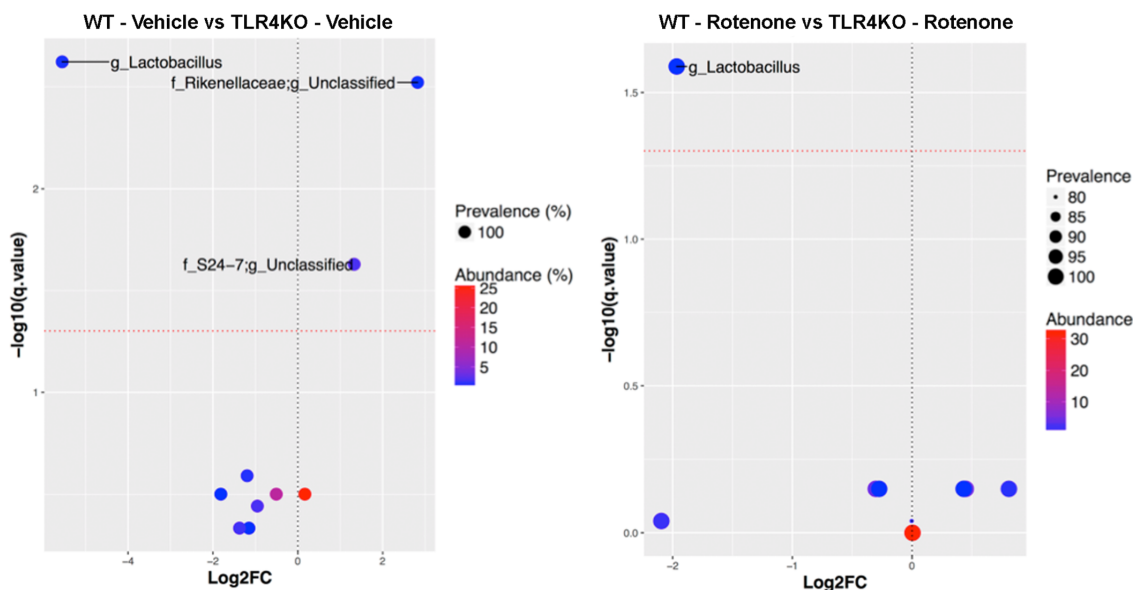 WT - Vehicle vs TLR4KO - Vehicle
g_Lactobacillus
f_Rikenellaceae;g_Unclassified
2
f_S24-7;g_Unclassified
1
-4
-2
0
2
Log2FC
-log10(q.value)
Prevalence (%)
100
Abundance (%)
25
20
15
10
5
WT - Rotenone vs TLR4KO - Rotenone
g_Lactobacillus
1.5
1.0
0.5
0.0
-2
-1
0
Log2FC
-log10(q.value)
Prevalence
80
85
90
95
100
Abundance
30
20
10